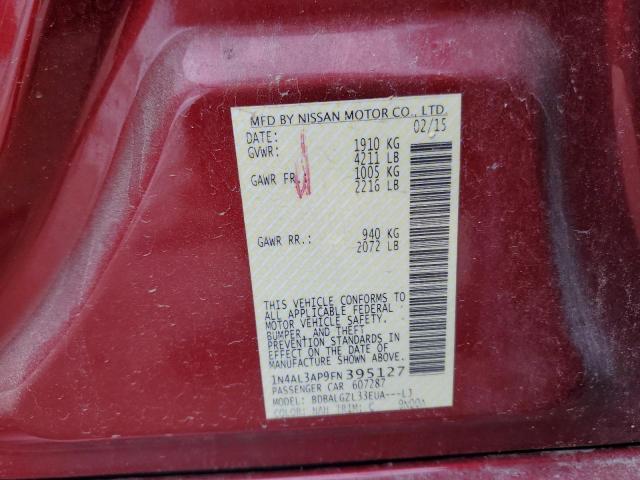 MFD BY NISSAN MOTOR CO., LTD.
DATE: 02/15
GVWR: 1910 KG
4211 LB
GAWR FR.: 1005 KG
2216 LB
GAWR RR.: 940 KG
2072 LB
THIS VEHICLE CONFORMS TO
ALL APPLICABLE FEDERAL
MOTOR VEHICLE SAFETY,
BUMPER, AND THEFT
PREVENTION STANDARDS IN
EFFECT ON THE DATE OF
MANUFACTURE SHOWN ABOVE.
1N4AL3AP9FN395127
PASSENGER CAR 607287
MODEL: BDBALGZL33EUA---LJ
COLOR: NAH TRIM: G